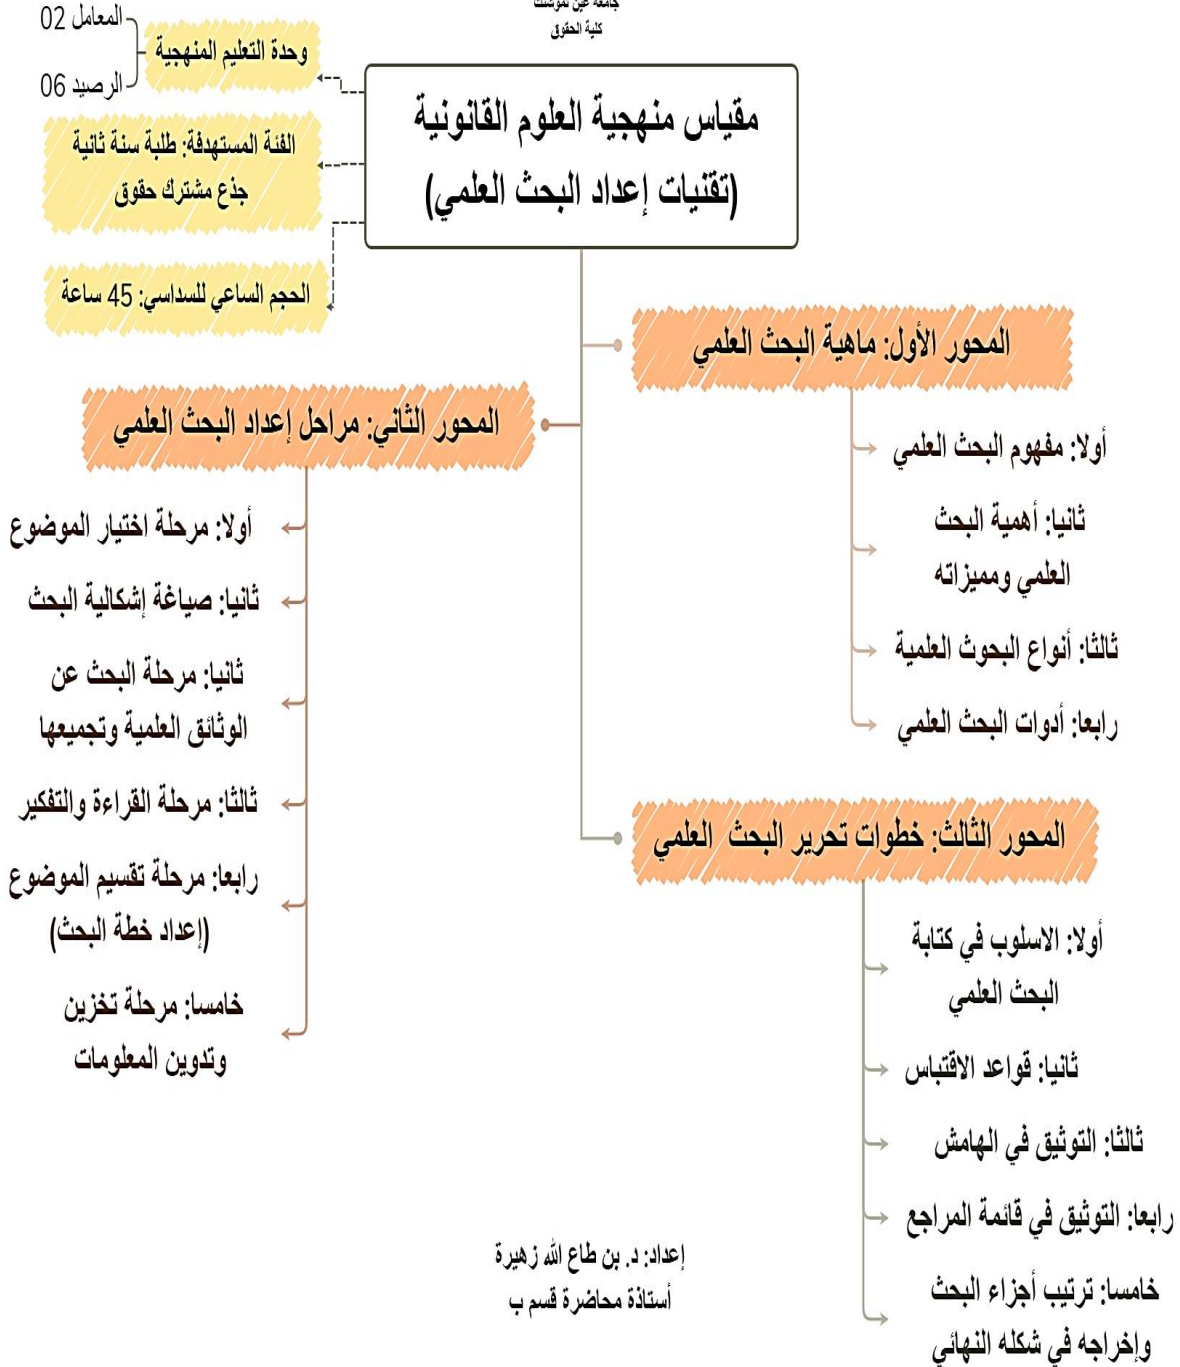 جامعة عين تموشنت
كلية الحقوق
مقياس منهجية العلوم القانونية
(تقنيات إعداد البحث العلمي)
وحدة التعليم المنهجية
المعامل 02
الرصيد 06
الفئة المستهدفة: طلبة سنة ثانية
جذع مشترك حقوق
الحجم الساعي للسداسي: 45 ساعة
المحور الأول: ماهية البحث العلمي
أولا: مفهوم البحث العلمي
ثانيا: أهمية البحث
العلمي ومميزاته
ثالثا: أنواع البحوث العلمية
رابعا: أدوات البحث العلمي
المحور الثاني: مراحل إعداد البحث العلمي
أولا: مرحلة اختيار الموضوع
ثانيا: صياغة إشكالية البحث
ثانيا: مرحلة البحث عن
الوثائق العلمية وتجميعها
ثالثا: مرحلة القراءة والتفكير
رابعا: مرحلة تقسيم الموضوع
(إعداد خطة البحث)
خامسا: مرحلة تخزين
وتدوين المعلومات
المحور الثالث: خطوات تحرير البحث العلمي
أولا: الاسلوب في كتابة
البحث العلمي
ثانيا: قواعد الاقتباس
ثالثا: التوثيق في الهامش
رابعا: التوثيق في قائمة المراجع
خامسا: ترتيب أجزاء البحث
وإخراجه في شكله النهائي
إعداد: د. بن طاع الله زهيرة
أستاذة محاضرة قسم ب